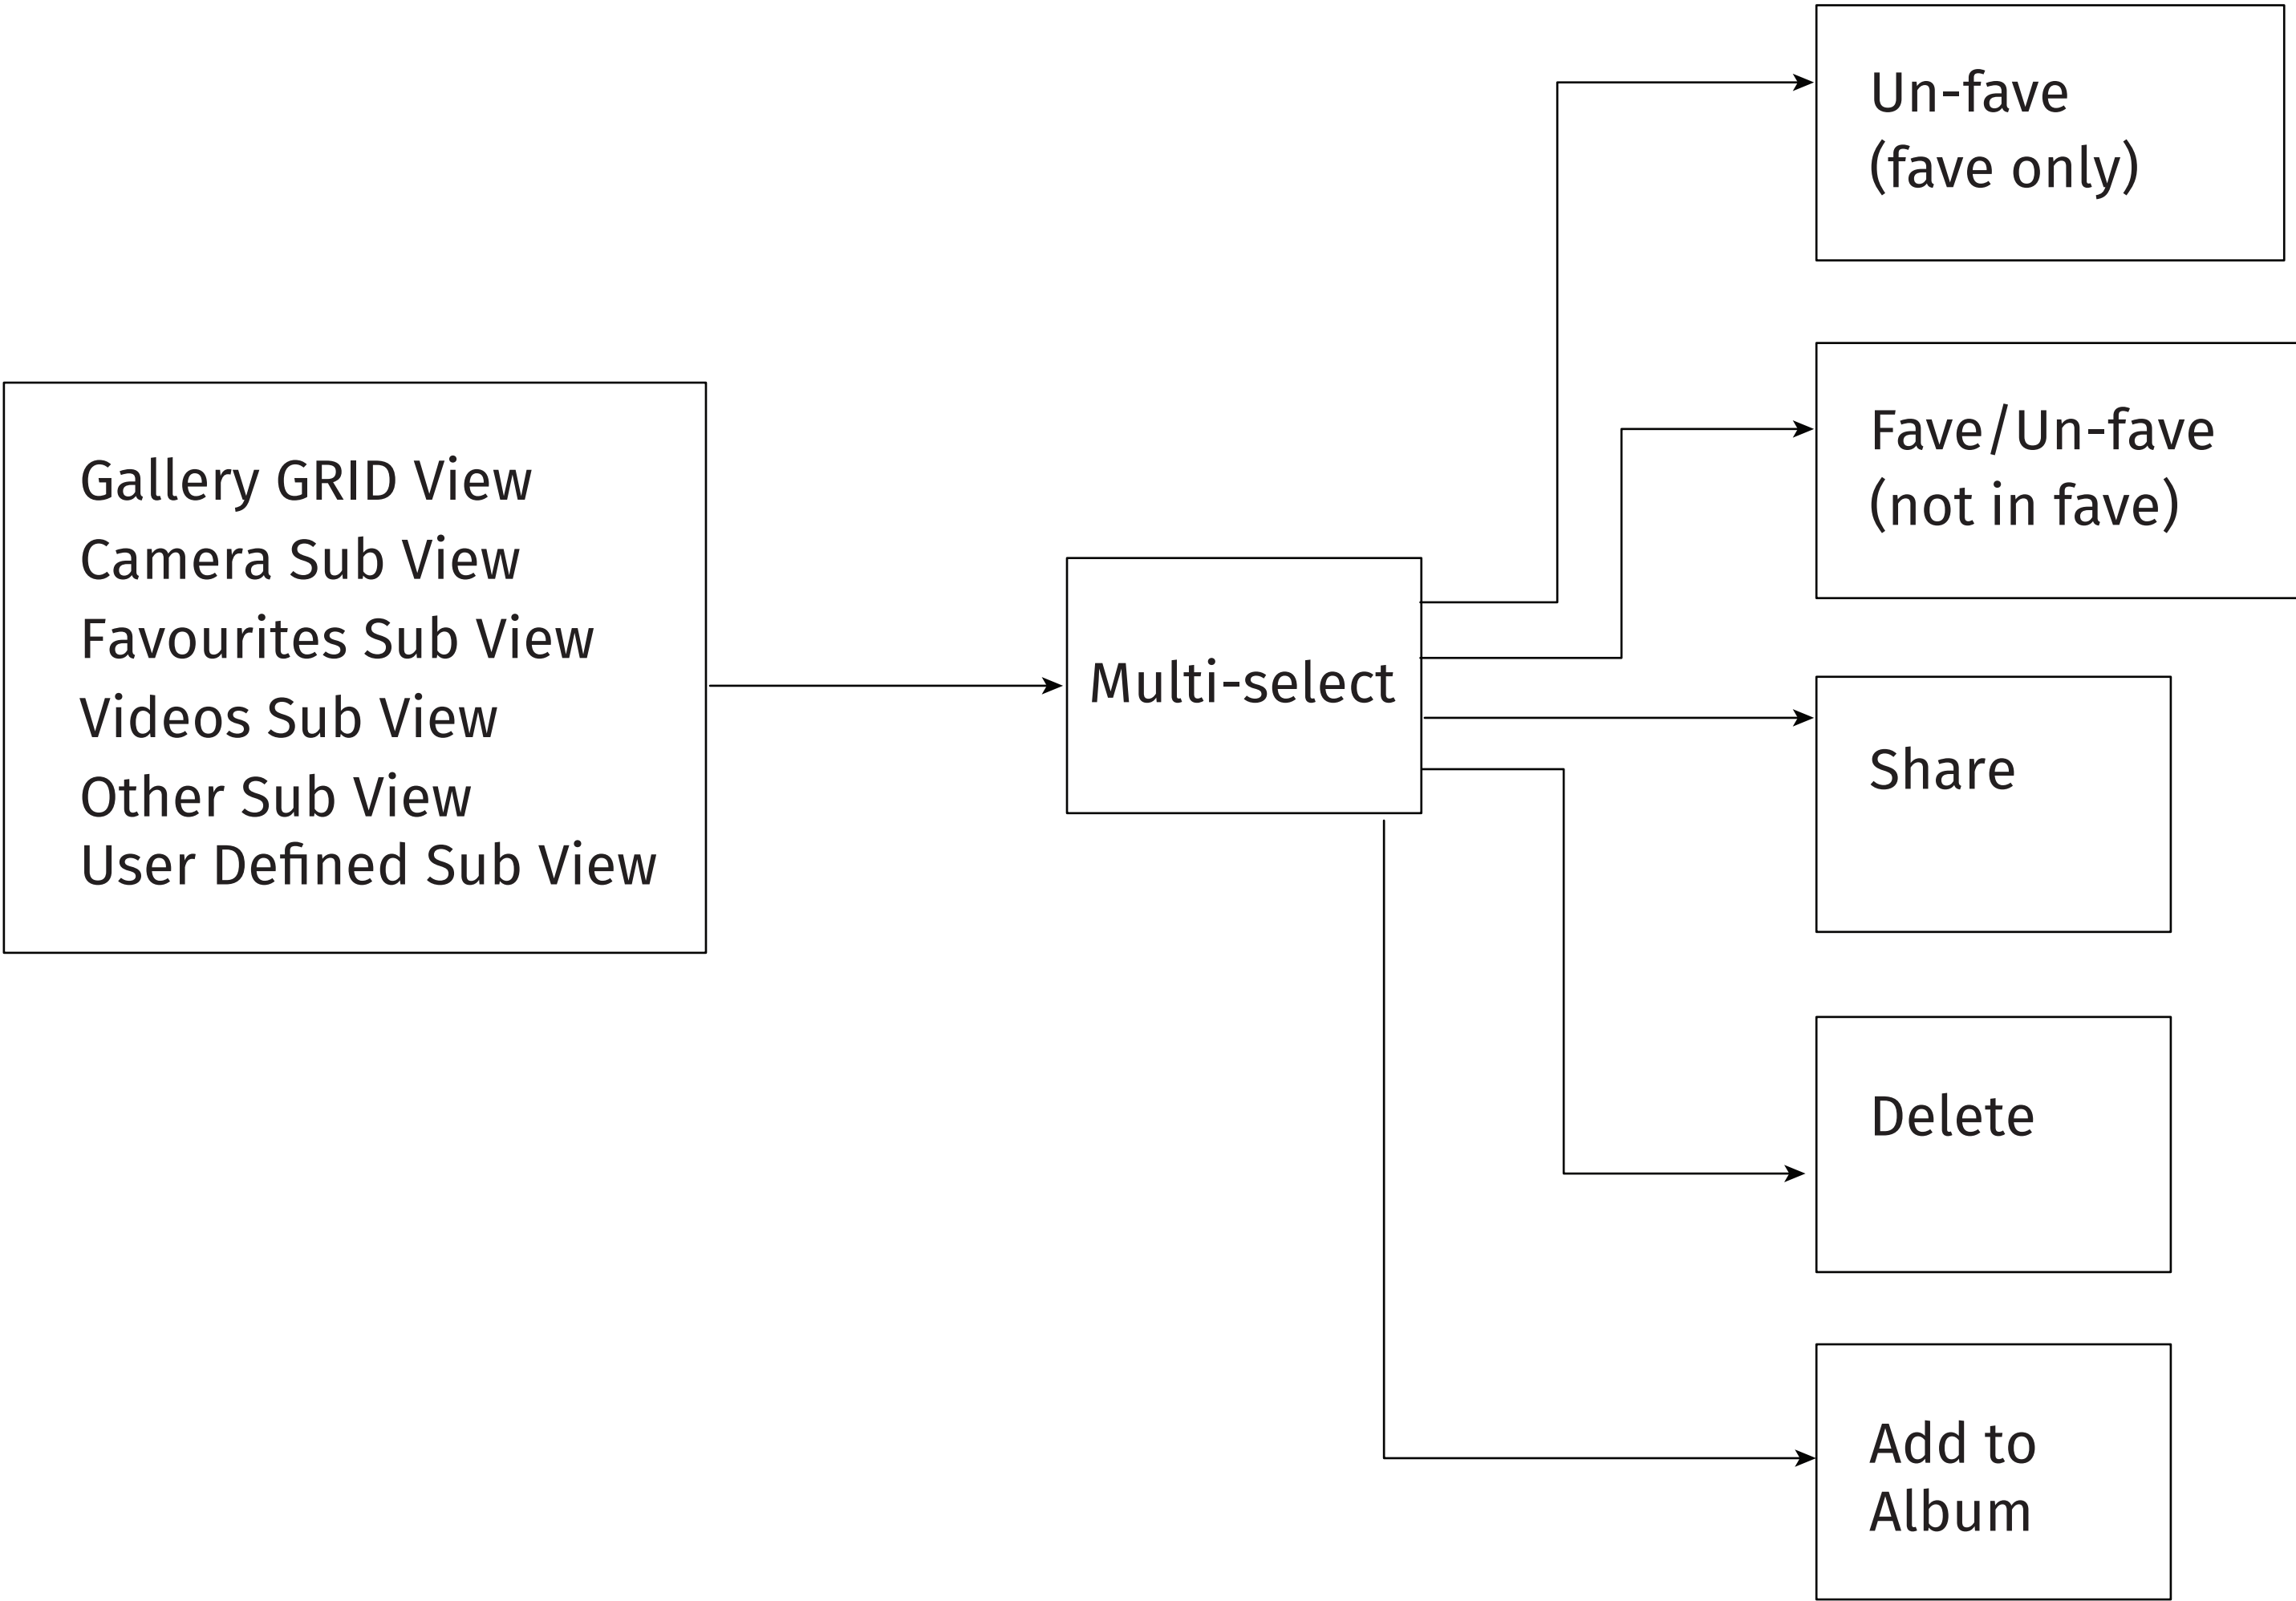 Gallery GRID View
Camera Sub View
Favourites Sub View
Videos Sub View
Other Sub View
User Defined Sub View
Multi-select
Un-fave
(fave only)
Fave/Un-fave
(not in fave)
Share
Delete
Add to
Album